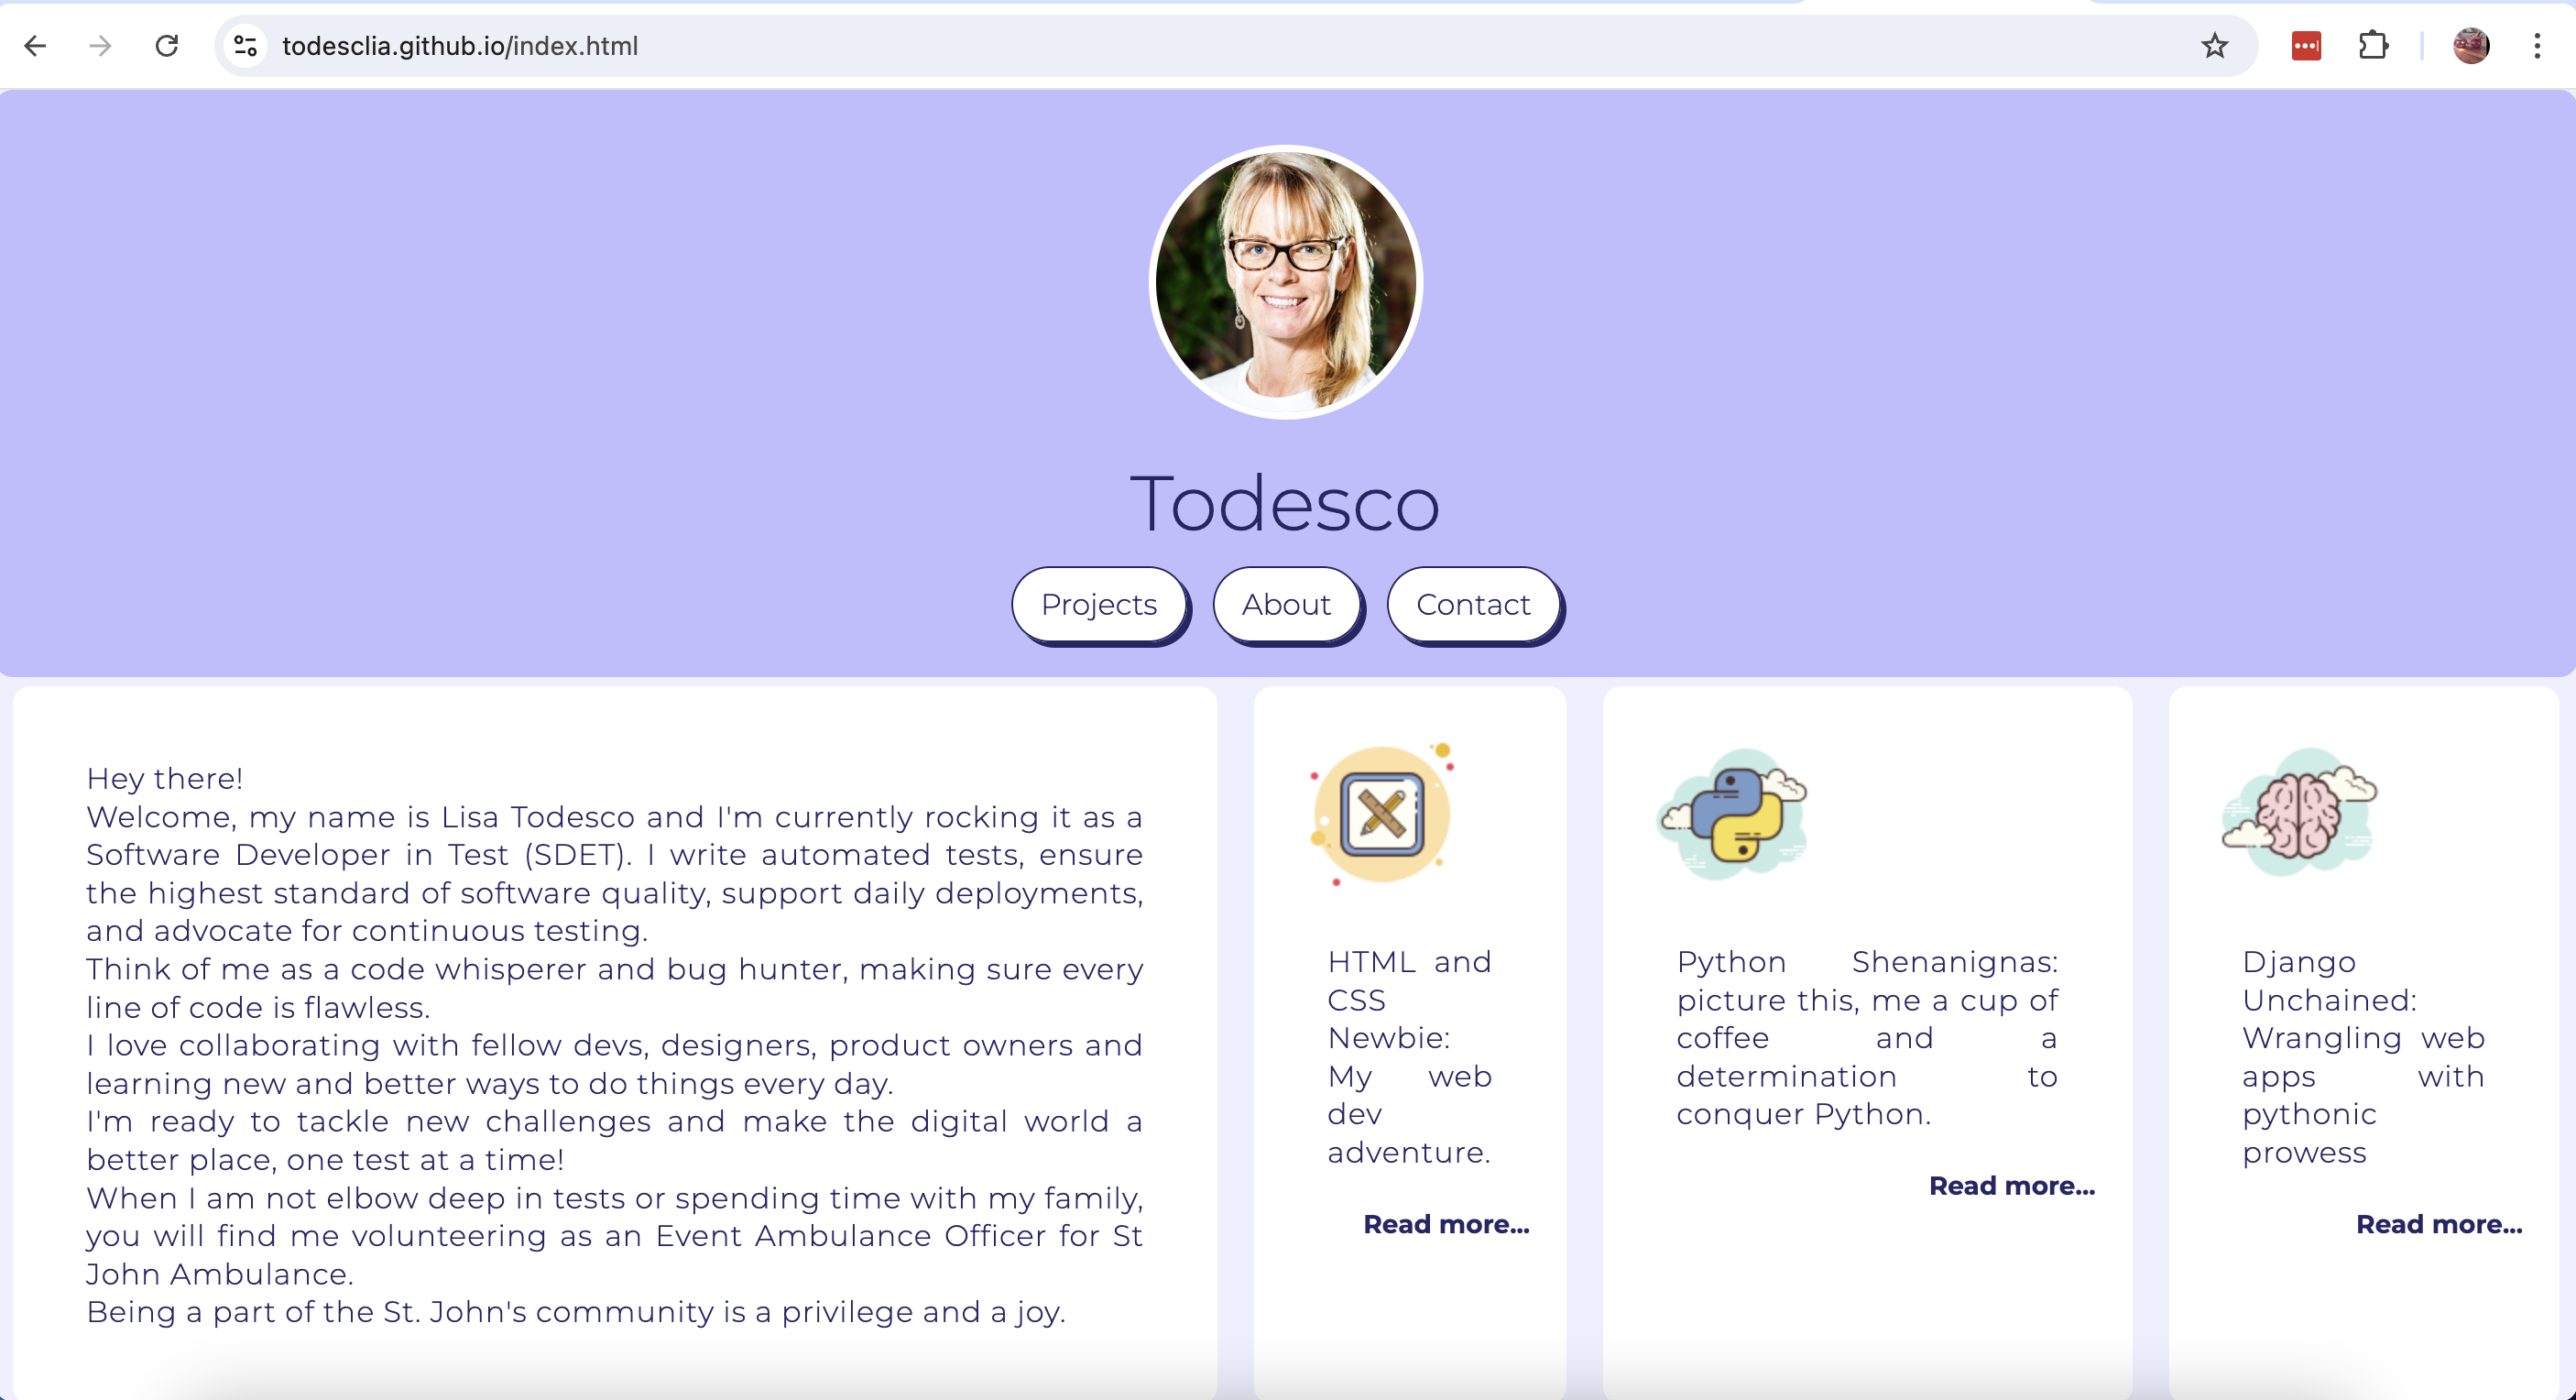 todesclia.github.io/index.html
Todesco
Projects
About
Contact
Hey there!
Welcome, my name is Lisa Todesco and I'm currently rocking it as a
Software Developer in Test (SDET). I write automated tests, ensure
the highest standard of software quality, support daily deployments,
and advocate for continuous testing.
Think of me as a code whisperer and bug hunter, making sure every
line of code is flawless.
I love collaborating with fellow devs, designers, product owners and
learning new and better ways to do things every day.
I'm ready to tackle new challenges and make the digital world a
better place, one test at a time!
When I am not elbow deep in tests or spending time with my family,
you will find me volunteering as an Event Ambulance Officer for St
John Ambulance.
Being a part of the St. John's community is a privilege and a joy.
HTML and
CSS
Newbie:
My web
dev
adventure.
Read more...
Python Shenanignas:
picture this, me a cup of
coffee and a
determination to
conquer Python.
Read more...
Django
Unchained:
Wrangling web
apps with
pythonic
prowess
Read more...